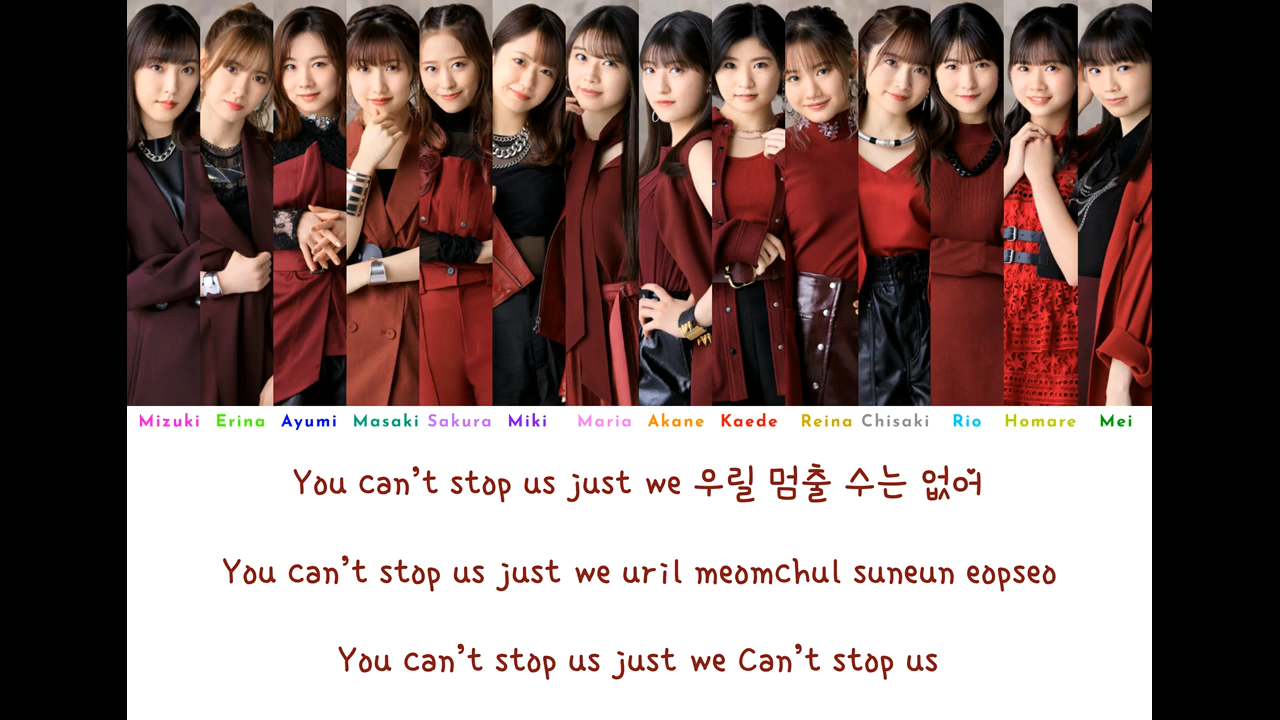 Mizuki Erina Ayumi Masaki Sakura Miki Maria Akane Kaede Reina Chisaki Rio Homare Mei
You can't stop us just we 우릴 멈출 수는 없어
You can't stop us just we uril meomchul suneun eopseo
You can't stop us just we Can't stop us